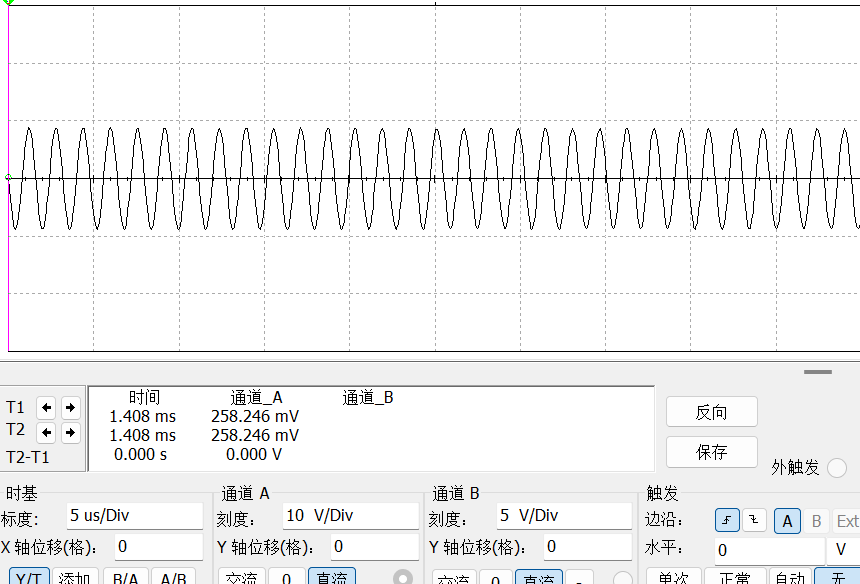 时间 通道_A 通道_B
T1 1.408 ms 258.246 mV
T2 1.408 ms 258.246 mV
T2-T1 0.000 s 0.000 V
反向
保存
外触发
时基 通道 A 通道 B 触发
标度: 5 us/Div 刻度: 10 V/Div 刻度: 5 V/Div 边沿: A B Ext
X 轴位移(格): 0 Y 轴位移(格): 0 Y 轴位移(格): 0 水平: 0 V
Y/T 添加 B/A A/B 交流 0 直流 交流 0 直流 - 单次 正常 自动 无